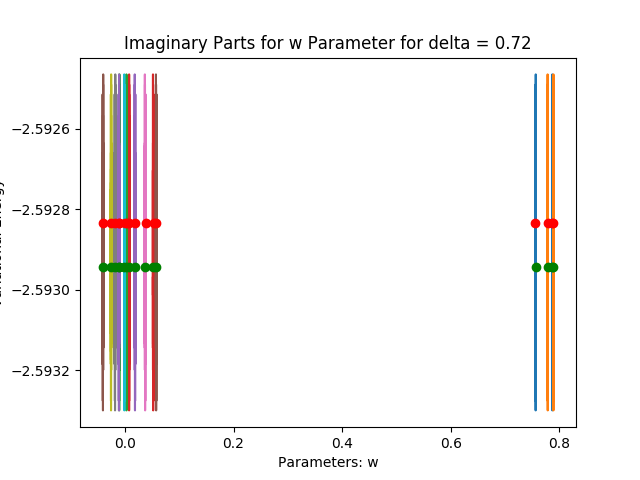 Imaginary Parts for w Parameter for delta = 0.72
−2.5926
−2.5928
−2.5930
−2.5932
0.0 0.2 0.4 0.6 0.8
Parameters: w